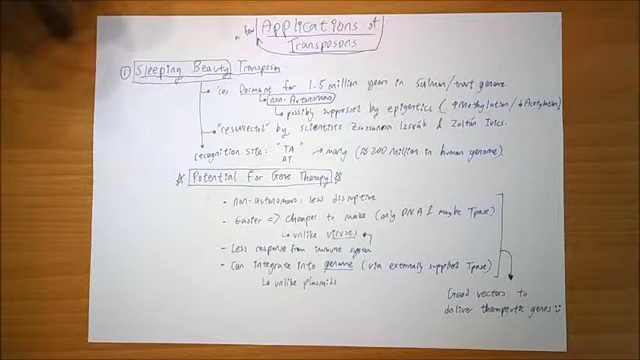 a few Applications of
Transposons
① Sleeping Beauty Transposon
'cos Dormant for 1.5 million years in Salmon/trout genome.
non-Autonomous
possibly suppressed by epigentics (↑Methylation/↓Acetylation)
"resurrected" by scientists Zsuzsanna Izsvák & Zoltán Ivics.
recognition site: "TA" → many (≈ 200 million in human genome).
AT
Potential for Gene Therapy
- non-autonomous: less disruptive
- Easier => cheaper to make (only DNA & maybe Tpase)
unlike viruses
- Less response from immune system
- Can integrate into genome (via externally supplied Tpase)
unlike plasmids
Good vectors to
deliver therapeutic genes